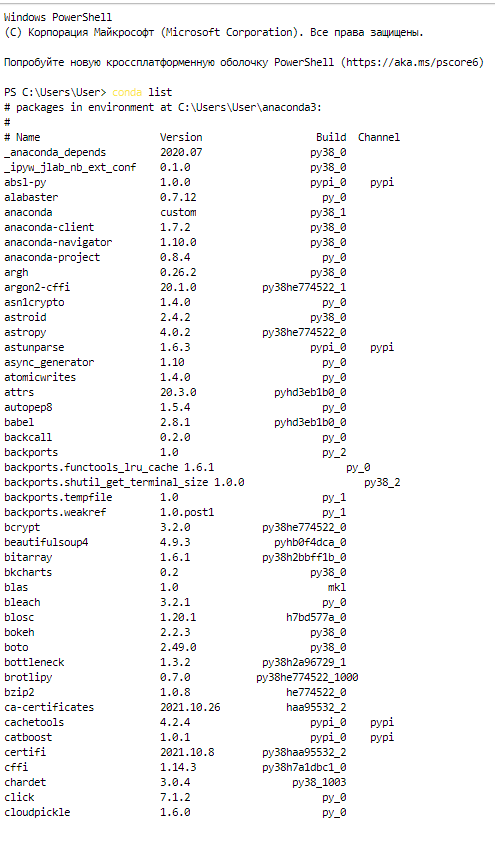 Windows PowerShell
(C) Корпорация Майкрософт (Microsoft Corporation). Все права защищены.
Попробуйте новую кроссплатформенную оболочку PowerShell (https://aka.ms/pscore6)
PS C:\Users\User> conda list
# packages in environment at C:\Users\User\anaconda3:
#
# Name Version Build Channel
_anaconda_depends 2020.07 py38_0
_ipyw_jlab_nb_ext_conf 0.1.0 py38_0
absl-py 1.0.0 pypi_0 pypi
alabaster 0.7.12 py_0
anaconda custom py38_1
anaconda-client 1.7.2 py38_0
anaconda-navigator 1.10.0 py38_0
anaconda-project 0.8.4 py_0
argh 0.26.2 py38_0
argon2-cffi 20.1.0 py38he774522_1
asn1crypto 1.4.0 py_0
astroid 2.4.2 py38_0
astropy 4.0.2 py38he774522_0
astunparse 1.6.3 pypi_0 pypi
async_generator 1.10 py_0
atomicwrites 1.4.0 py_0
attrs 20.3.0 pyhd3eb1b0_0
autopep8 1.5.4 py_0
babel 2.8.1 pyhd3eb1b0_0
backcall 0.2.0 py_0
backports 1.0 py_2
backports.functools_lru_cache 1.6.1 py_0
backports.shutil_get_terminal_size 1.0.0 py38_2
backports.tempfile 1.0 py_1
backports.weakref 1.0.post1 py_1
bcrypt 3.2.0 py38he774522_0
beautifulsoup4 4.9.3 pyhb0f4dca_0
bitarray 1.6.1 py38h2bbff1b_0
bkcharts 0.2 py38_0
blas 1.0 mkl
bleach 3.2.1 py_0
blosc 1.20.1 h7bd577a_0
bokeh 2.2.3 py38_0
boto 2.49.0 py38_0
bottleneck 1.3.2 py38h2a96729_1
brotlipy 0.7.0 py38he774522_1000
bzip2 1.0.8 he774522_0
ca-certificates 2021.10.26 haa95532_2
cachetools 4.2.4 pypi_0 pypi
catboost 1.0.1 pypi_0 pypi
certifi 2021.10.8 py38haa95532_2
cffi 1.14.3 py38h7a1dbc1_0
chardet 3.0.4 py38_1003
click 7.1.2 py_0
cloudpickle 1.6.0 py_0